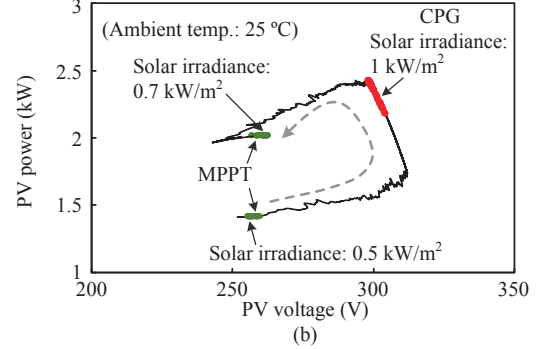 (b)
(Ambient temp.: 25 ºC)
CPG
Solar irradiance:
1 kW/m²
Solar irradiance:
0.7 kW/m²
MPPT
Solar irradiance: 0.5 kW/m²
PV power (kW)
3
2.5
2
1.5
1
200
250
300
350
PV voltage (V)
(b)